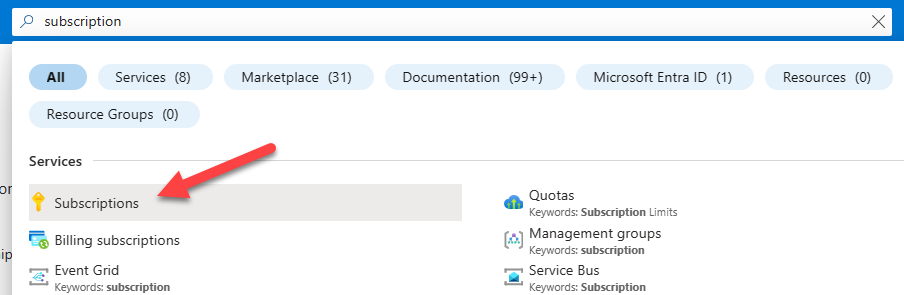 subscription
All Services (8) Marketplace (31) Documentation (99+) Microsoft Entra ID (1) Resources (0)
Resource Groups (0)
Services
Subscriptions
Billing subscriptions
Event Grid
Keywords: subscription
Quotas
Keywords: Subscription Limits
Management groups
Keywords: subscription
Service Bus
Keywords: Subscription